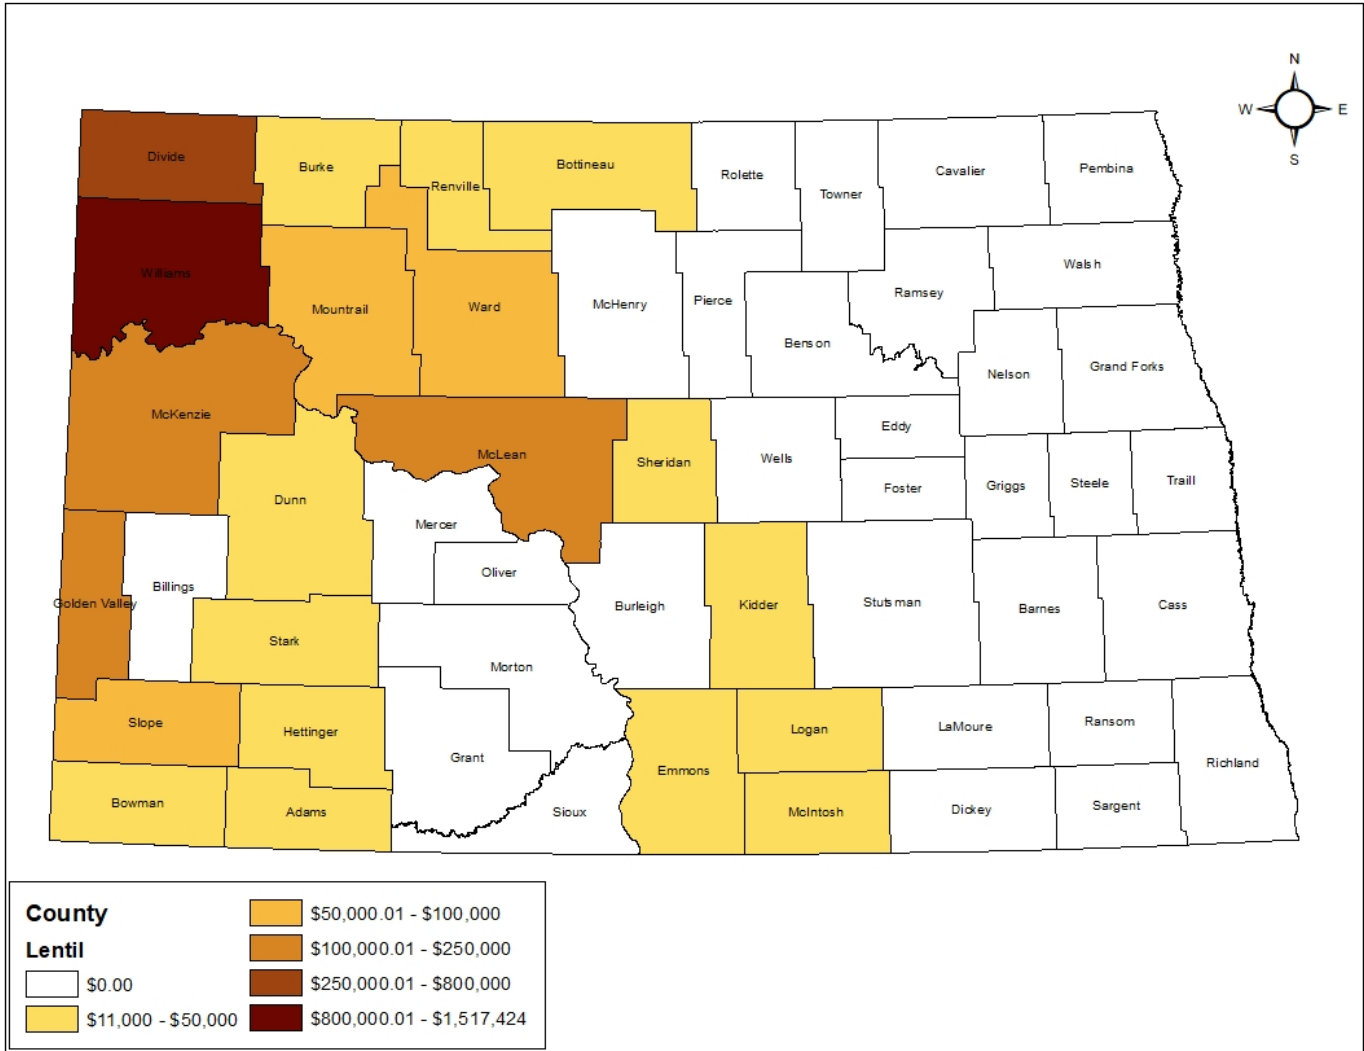 N
W E
S
Divide
Burke
Renville
Bottineau
Rolette
Towner
Cavalier
Pembina
Williams
Mountrail
Ward
McHenry
Pierce
Benson
Ramsey
Walsh
McKenzie
Nelson
Grand Forks
Dunn
McLean
Sheridan
Wells
Eddy
Foster
Griggs
Steele
Traill
Mercer
Oliver
Golden Valley
Billings
Stark
Burleigh
Kidder
Stutsman
Barnes
Cass
Morton
Slope
Hettinger
Grant
Emmons
Logan
LaMoure
Ransom
Richland
Bowman
Adams
Sioux
McIntosh
Dickey
Sargent
County
Lentil
$0.00
$11,000 - $50,000
$50,000.01 - $100,000
$100,000.01 - $250,000
$250,000.01 - $800,000
$800,000.01 - $1,517,424